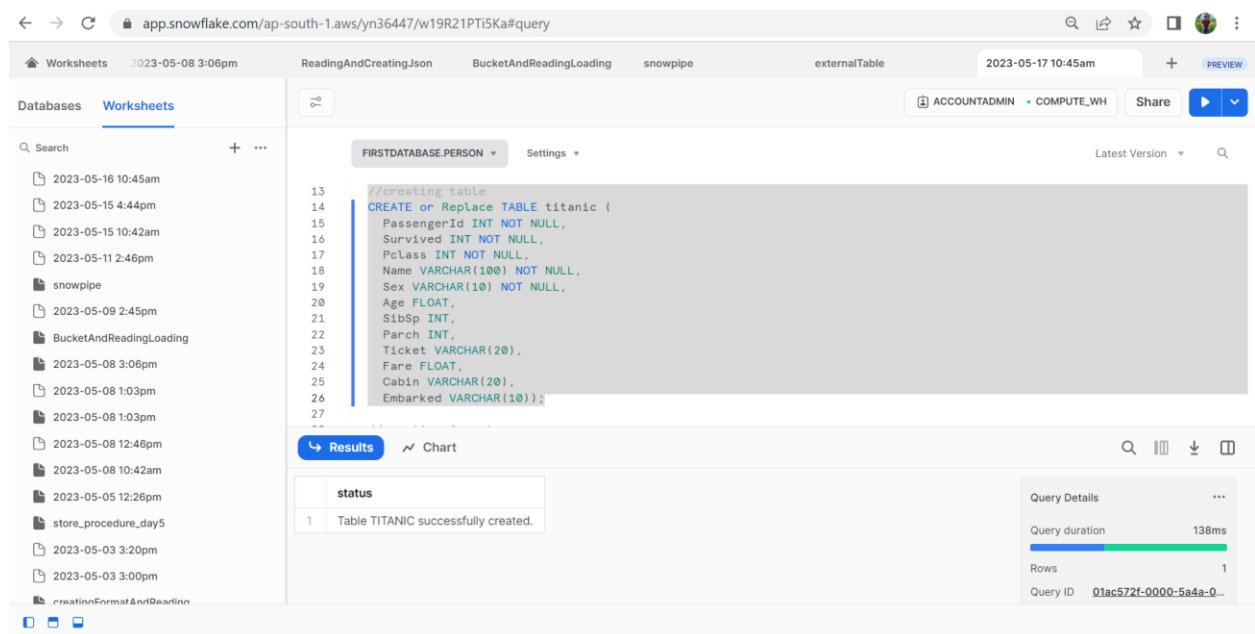 app.snowflake.com/ap-south-1.aws/yn36447/w19R21PTi5Ka#query
Worksheets 2023-05-08 3:06pm ReadingAndCreatingJson BucketAndReadingLoading snowpipe externalTable 2023-05-17 10:45am + PREVIEW
Databases Worksheets
ACCOUNTADMIN • COMPUTE_WH Share
Search
FIRSTDATABASE.PERSON Settings Latest Version
2023-05-16 10:45am
2023-05-15 4:44pm
2023-05-15 10:42am
2023-05-11 2:46pm
snowpipe
2023-05-09 2:45pm
BucketAndReadingLoading
2023-05-08 3:06pm
2023-05-08 1:03pm
2023-05-08 1:03pm
2023-05-08 12:46pm
2023-05-08 10:42am
2023-05-05 12:26pm
store_procedure_day5
2023-05-03 3:20pm
2023-05-03 3:00pm
creatingFormatAndReading
13 //creating table
14 CREATE or Replace TABLE titanic (
15 PassengerId INT NOT NULL,
16 Survived INT NOT NULL,
17 Pclass INT NOT NULL,
18 Name VARCHAR(100) NOT NULL,
19 Sex VARCHAR(10) NOT NULL,
20 Age FLOAT,
21 SibSp INT,
22 Parch INT,
23 Ticket VARCHAR(20),
24 Fare FLOAT,
25 Cabin VARCHAR(20),
26 Embarked VARCHAR(10));
27
Results Chart
status
1 Table TITANIC successfully created.
Query Details
Query duration 138ms
Rows 1
Query ID 01ac572f-0000-5a4a-0...